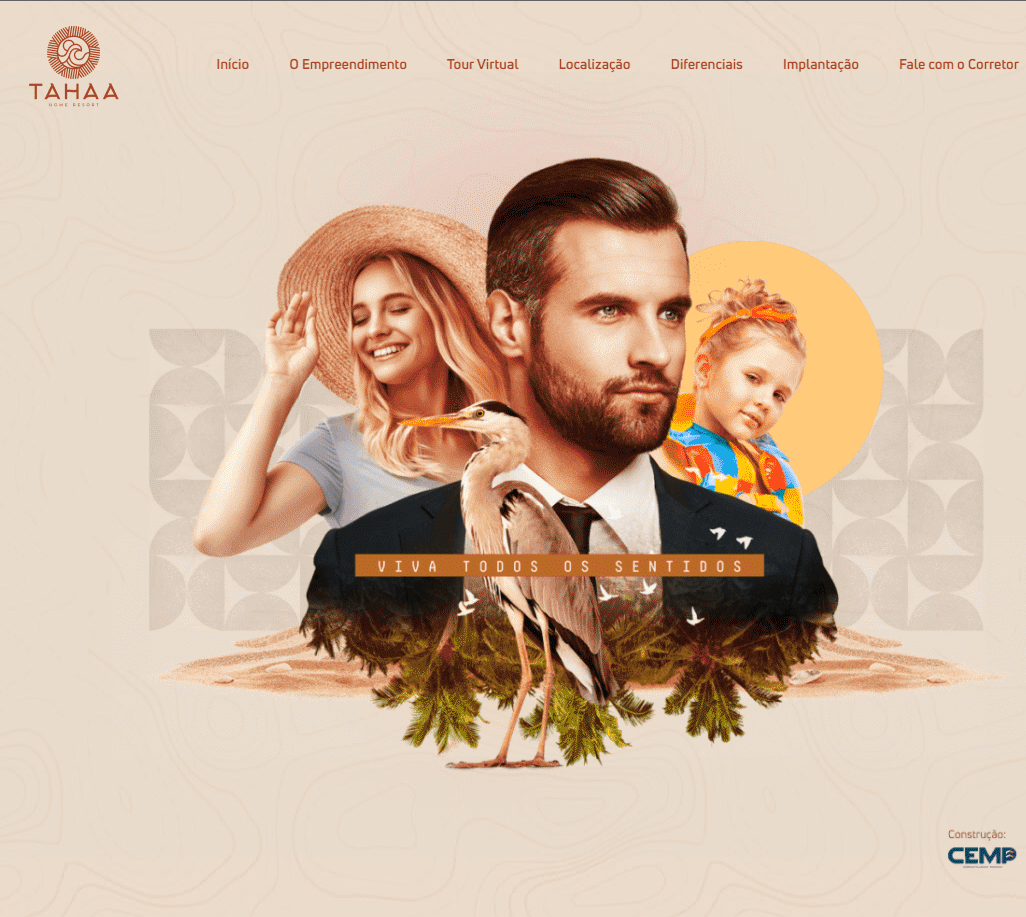 TAHAA
HOME RESORT
Início
O Empreendimento
Tour Virtual
Localização
Diferenciais
Implantação
Fale com o Corretor
VIVA TODOS OS SENTIDOS
Construção:
CEMP